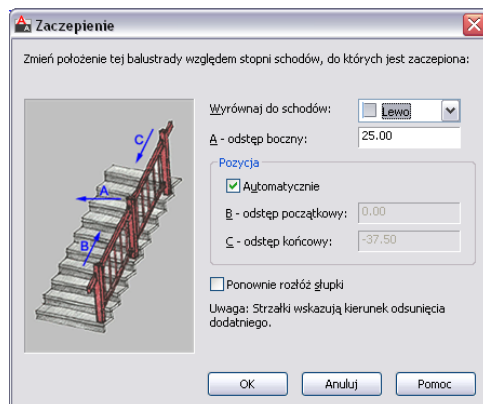 Zaczepienie
Zmień położenie tej balustrady względem stopni schodów, do których jest zaczepiona:
Wyrównaj do schodów: Lewo
A - odstęp boczny: 25.00
Pozycja
Automatycznie
B - odstęp początkowy: 0.00
C - odstęp końcowy: -37.50
Ponownie rozłóż słupki
Uwaga: Strzałki wskazują kierunek odsunięcia
dodatniego.
C
A
B
OK Anuluj Pomoc